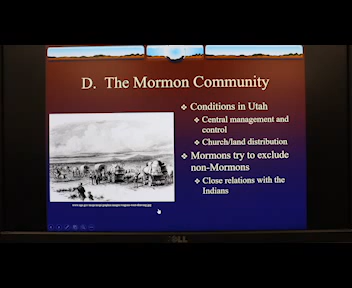 D. The Mormon Community
❖ Conditions in Utah
❖ Central management and
control
❖ Church/land distribution
❖ Mormons try to exclude
non-Mormons
❖ Close relations with the
Indians
DELL